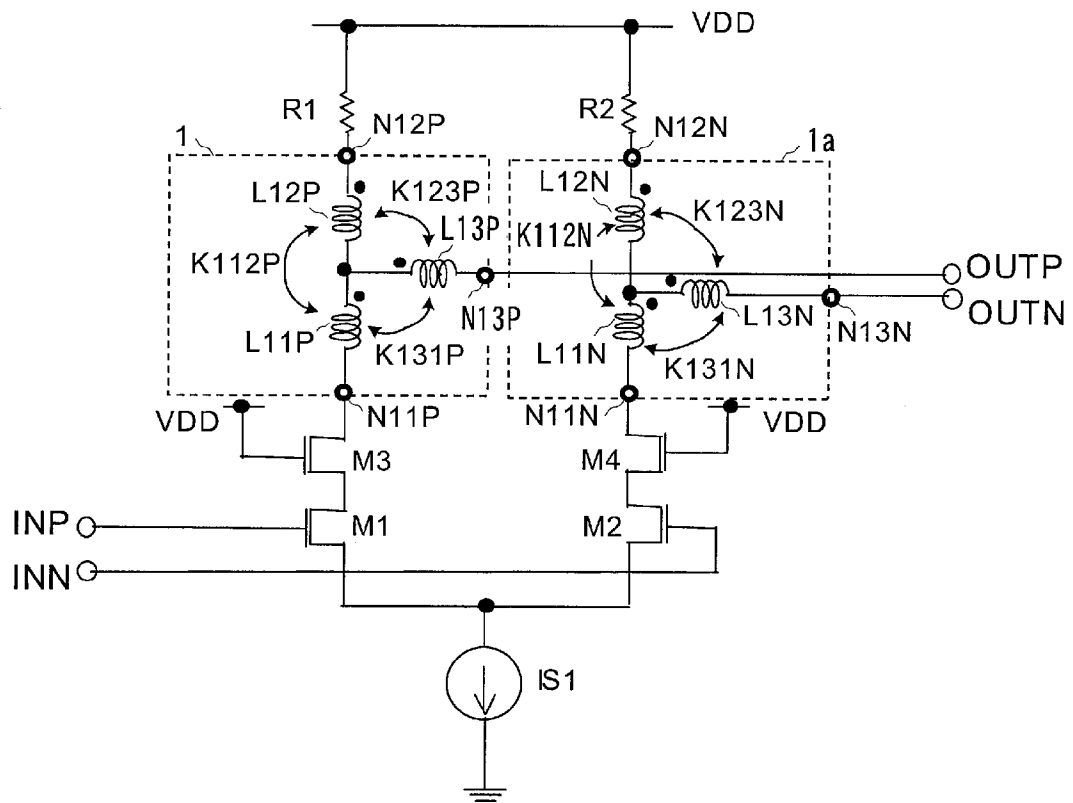 VDD
R1
R2
N12P
N12N
1
1a
L12P
K123P
L12N
K123N
L13P
K112N
K112P
OUTP
N13P
OUTN
L11P
L13N
N13N
K131P
L11N
K131N
VDD
N11P
N11N
VDD
M3
M4
INP
M1
M2
INN
IS1